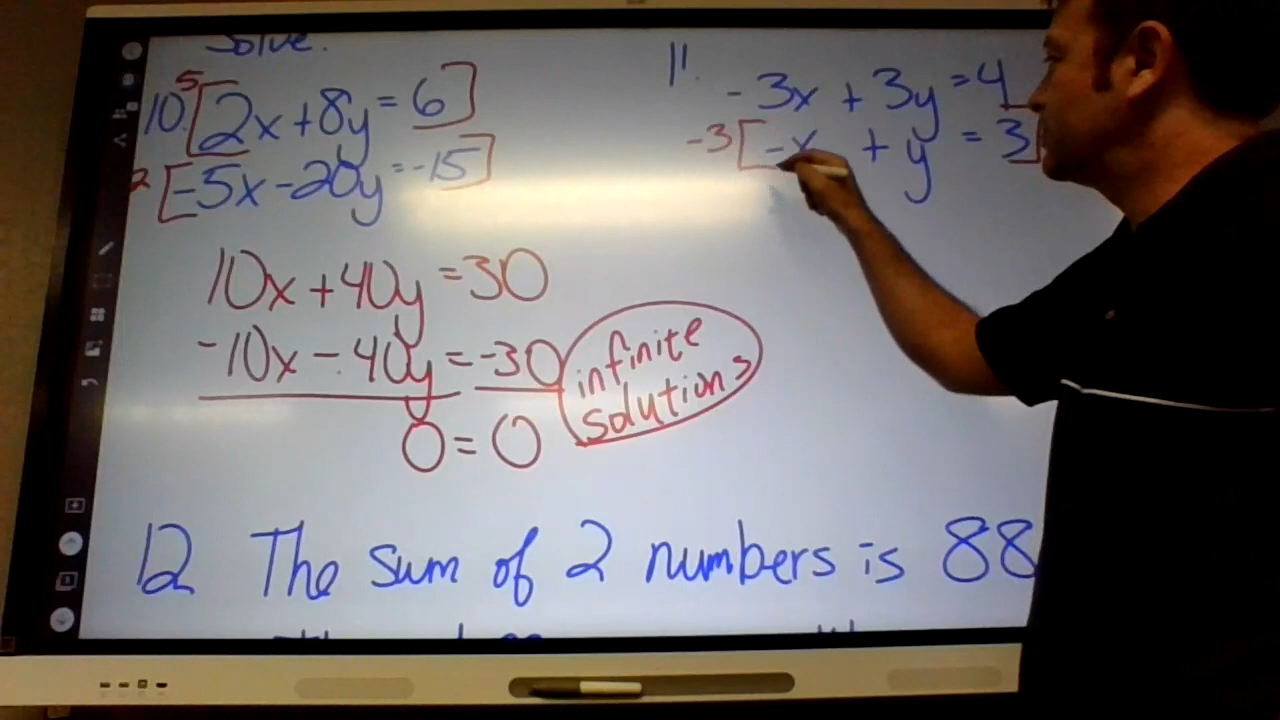 Solve.
10. 5[2x+8y=6]
2[-5x-20y=-15]
10x+40y=30
-10x-40y=-30
0=0
infinite
solutions
11.
-3x+3y=4
-3[-x+y=3]
12 The sum of 2 numbers is 88